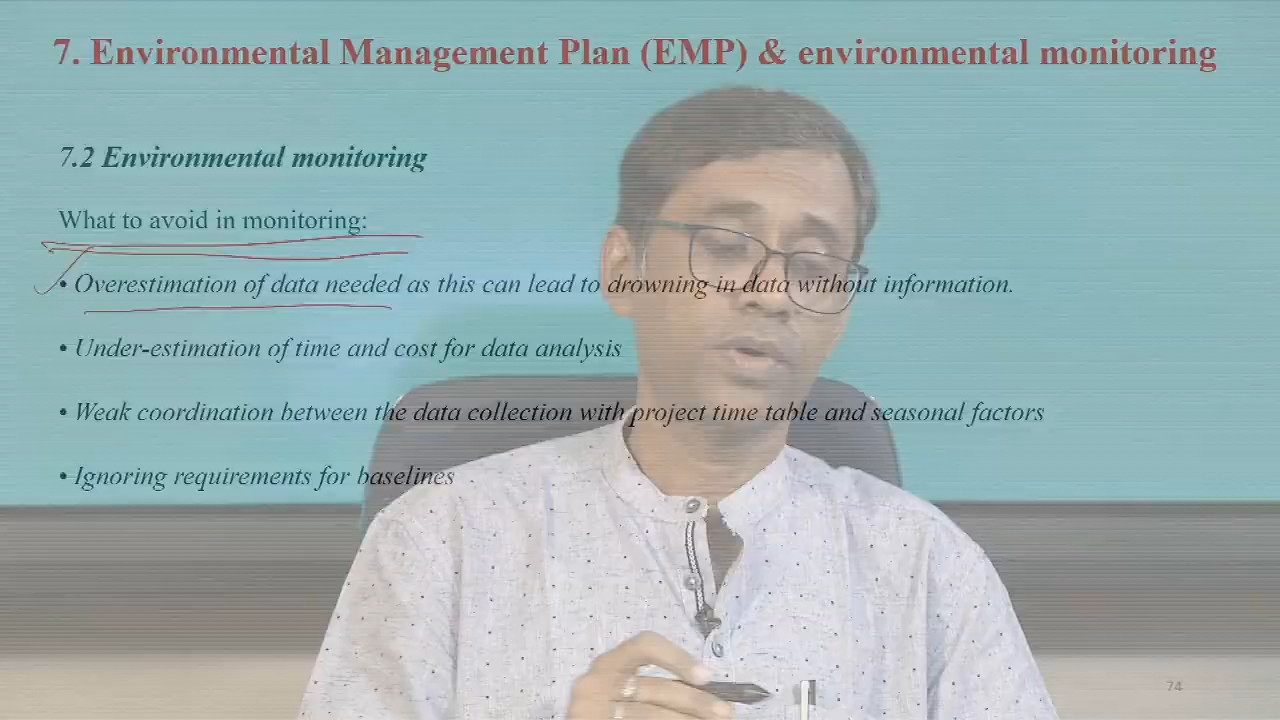 7. Environmental Management Plan (EMP) & environmental monitoring
7.2 Environmental monitoring
What to avoid in monitoring:
• Overestimation of data needed as this can lead to drowning in data without information.
• Under-estimation of time and cost for data analysis
• Weak coordination between the data collection with project time table and seasonal factors
• Ignoring requirements for baselines
74